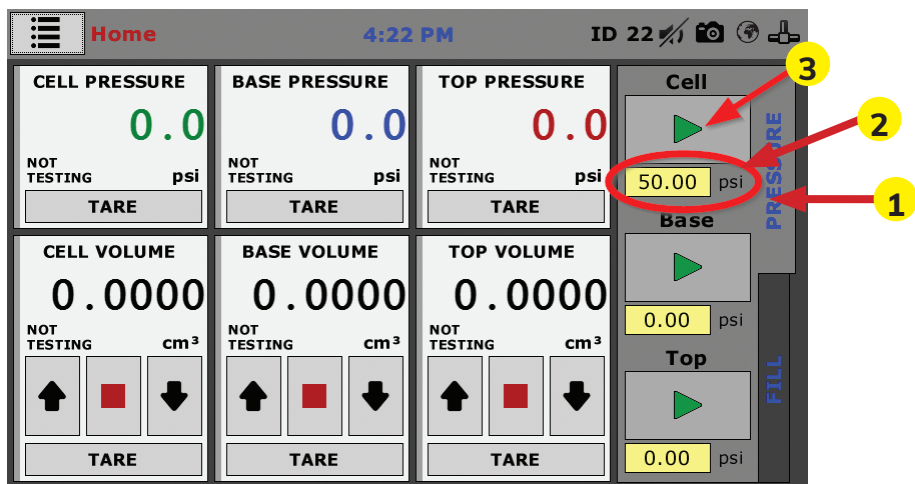 Home 4:22 PM ID 22
CELL PRESSURE
0.0
NOT
TESTING psi
TARE
BASE PRESSURE
0.0
NOT
TESTING psi
TARE
TOP PRESSURE
0.0
NOT
TESTING psi
TARE
CELL VOLUME
0.0000
NOT
TESTING cm³
TARE
BASE VOLUME
0.0000
NOT
TESTING cm³
TARE
TOP VOLUME
0.0000
NOT
TESTING cm³
TARE
Cell
50.00 psi
Base
0.00 psi
Top
0.00 psi
PRESSURE
FILL
3
2
1